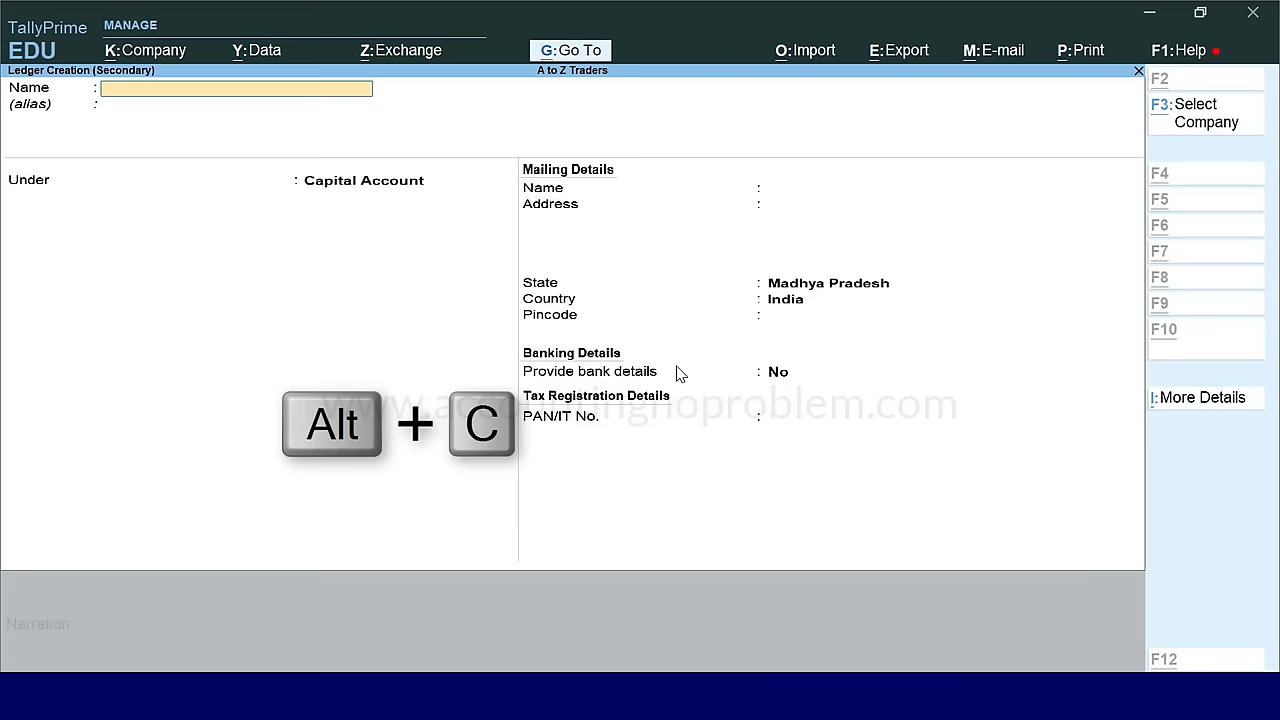 TallyPrime MANAGE
EDU K:Company Y:Data Z:Exchange G:Go To O:Import E:Export M:E-mail P:Print F1:Help
Ledger Creation (Secondary) A to Z Traders
Name :
(alias) :
Under : Capital Account
Mailing Details
Name :
Address :
State : Madhya Pradesh
Country : India
Pincode :
Banking Details
Provide bank details : No
Tax Registration Details
PAN/IT No. :
www.accountingnoproblem.com
Alt + C
Narration
F2
F3:Select
Company
F4
F5
F6
F7
F8
F9
F10
I:More Details
F12